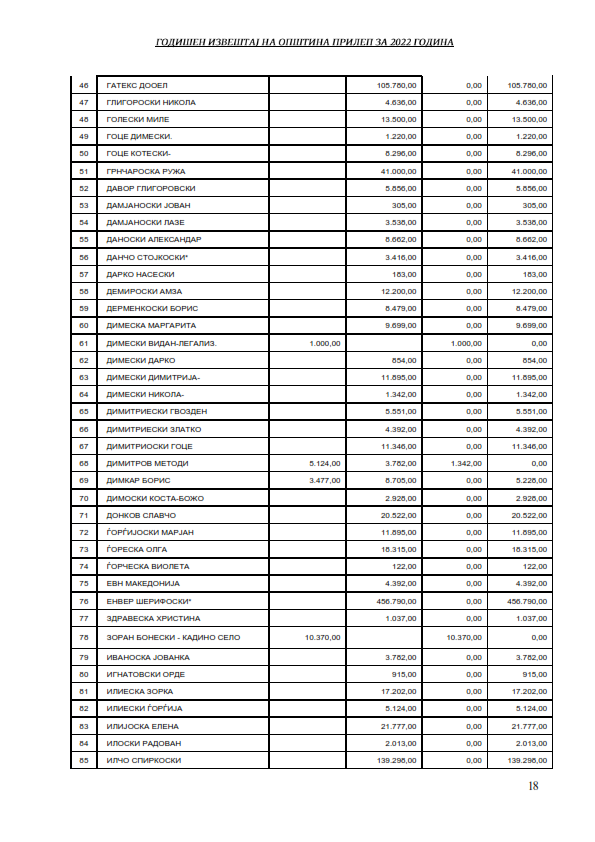 ГОДИШЕН ИЗВЕШТАЈ НА ОПШТИНА ПРИЛЕП ЗА 2022 ГОДИНА
46 ГАТЕКС ДООЕЛ 105.780,00 0,00 105.780,00
47 ГЛИГОРОСКИ НИКОЛА 4.636,00 0,00 4.636,00
48 ГОЛЕСКИ МИЛЕ 13.500,00 0,00 13.500,00
49 ГОЦЕ ДИМЕСКИ. 1.220,00 0,00 1.220,00
50 ГОЦЕ КОТЕСКИ- 8.296,00 0,00 8.296,00
51 ГРНЧАРОСКА РУЖА 41.000,00 0,00 41.000,00
52 ДАВОР ГЛИГОРОВСКИ 5.856,00 0,00 5.856,00
53 ДАМЈАНОСКИ ЈОВАН 305,00 0,00 305,00
54 ДАМЈАНОСКИ ЛАЗЕ 3.538,00 0,00 3.538,00
55 ДАНОСКИ АЛЕКСАНДАР 8.662,00 0,00 8.662,00
56 ДАНЧО СТОЈКОСКИ* 3.416,00 0,00 3.416,00
57 ДАРКО НАСЕСКИ 183,00 0,00 183,00
58 ДЕМИРОСКИ АМЗА 12.200,00 0,00 12.200,00
59 ДЕРМЕНКОСКИ БОРИС 8.479,00 0,00 8.479,00
60 ДИМЕСКА МАРГАРИТА 9.699,00 0,00 9.699,00
61 ДИМЕСКИ ВИДАН-ЛЕГАЛИЗ. 1.000,00 1.000,00 0,00
62 ДИМЕСКИ ДАРКО 854,00 0,00 854,00
63 ДИМЕСКИ ДИМИТРИЈА- 11.895,00 0,00 11.895,00
64 ДИМЕСКИ НИКОЛА- 1.342,00 0,00 1.342,00
65 ДИМИТРИЕСКИ ГВОЗДЕН 5.551,00 0,00 5.551,00
66 ДИМИТРИЕСКИ ЗЛАТКО 4.392,00 0,00 4.392,00
67 ДИМИТРИОСКИ ГОЦЕ 11.346,00 0,00 11.346,00
68 ДИМИТРОВ МЕТОДИ 5.124,00 3.782,00 1.342,00 0,00
69 ДИМКАР БОРИС 3.477,00 8.705,00 0,00 5.228,00
70 ДИМОСКИ КОСТА-БОЖО 2.928,00 0,00 2.928,00
71 ДОНКОВ СЛАВЧО 20.522,00 0,00 20.522,00
72 ЃОРЃИЈОСКИ МАРЈАН 11.895,00 0,00 11.895,00
73 ЃОРЕСКА ОЛГА 18.315,00 0,00 18.315,00
74 ЃОРЧЕСКА ВИОЛЕТА 122,00 0,00 122,00
75 ЕВН МАКЕДОНИЈА 4.392,00 0,00 4.392,00
76 ЕНВЕР ШЕРИФОСКИ* 456.790,00 0,00 456.790,00
77 ЗДРАВЕСКА ХРИСТИНА 1.037,00 0,00 1.037,00
78 ЗОРАН БОНЕСКИ - КАДИНО СЕЛО 10.370,00 10.370,00 0,00
79 ИВАНОСКА ЈОВАНКА 3.782,00 0,00 3.782,00
80 ИГНАТОВСКИ ОРДЕ 915,00 0,00 915,00
81 ИЛИЕСКА ЗОРКА 17.202,00 0,00 17.202,00
82 ИЛИЕСКИ ЃОРЃИЈА 5.124,00 0,00 5.124,00
83 ИЛИЈОСКА ЕЛЕНА 21.777,00 0,00 21.777,00
84 ИЛОСКИ РАДОВАН 2.013,00 0,00 2.013,00
85 ИЛЧО СПИРКОСКИ 139.298,00 0,00 139.298,00
18